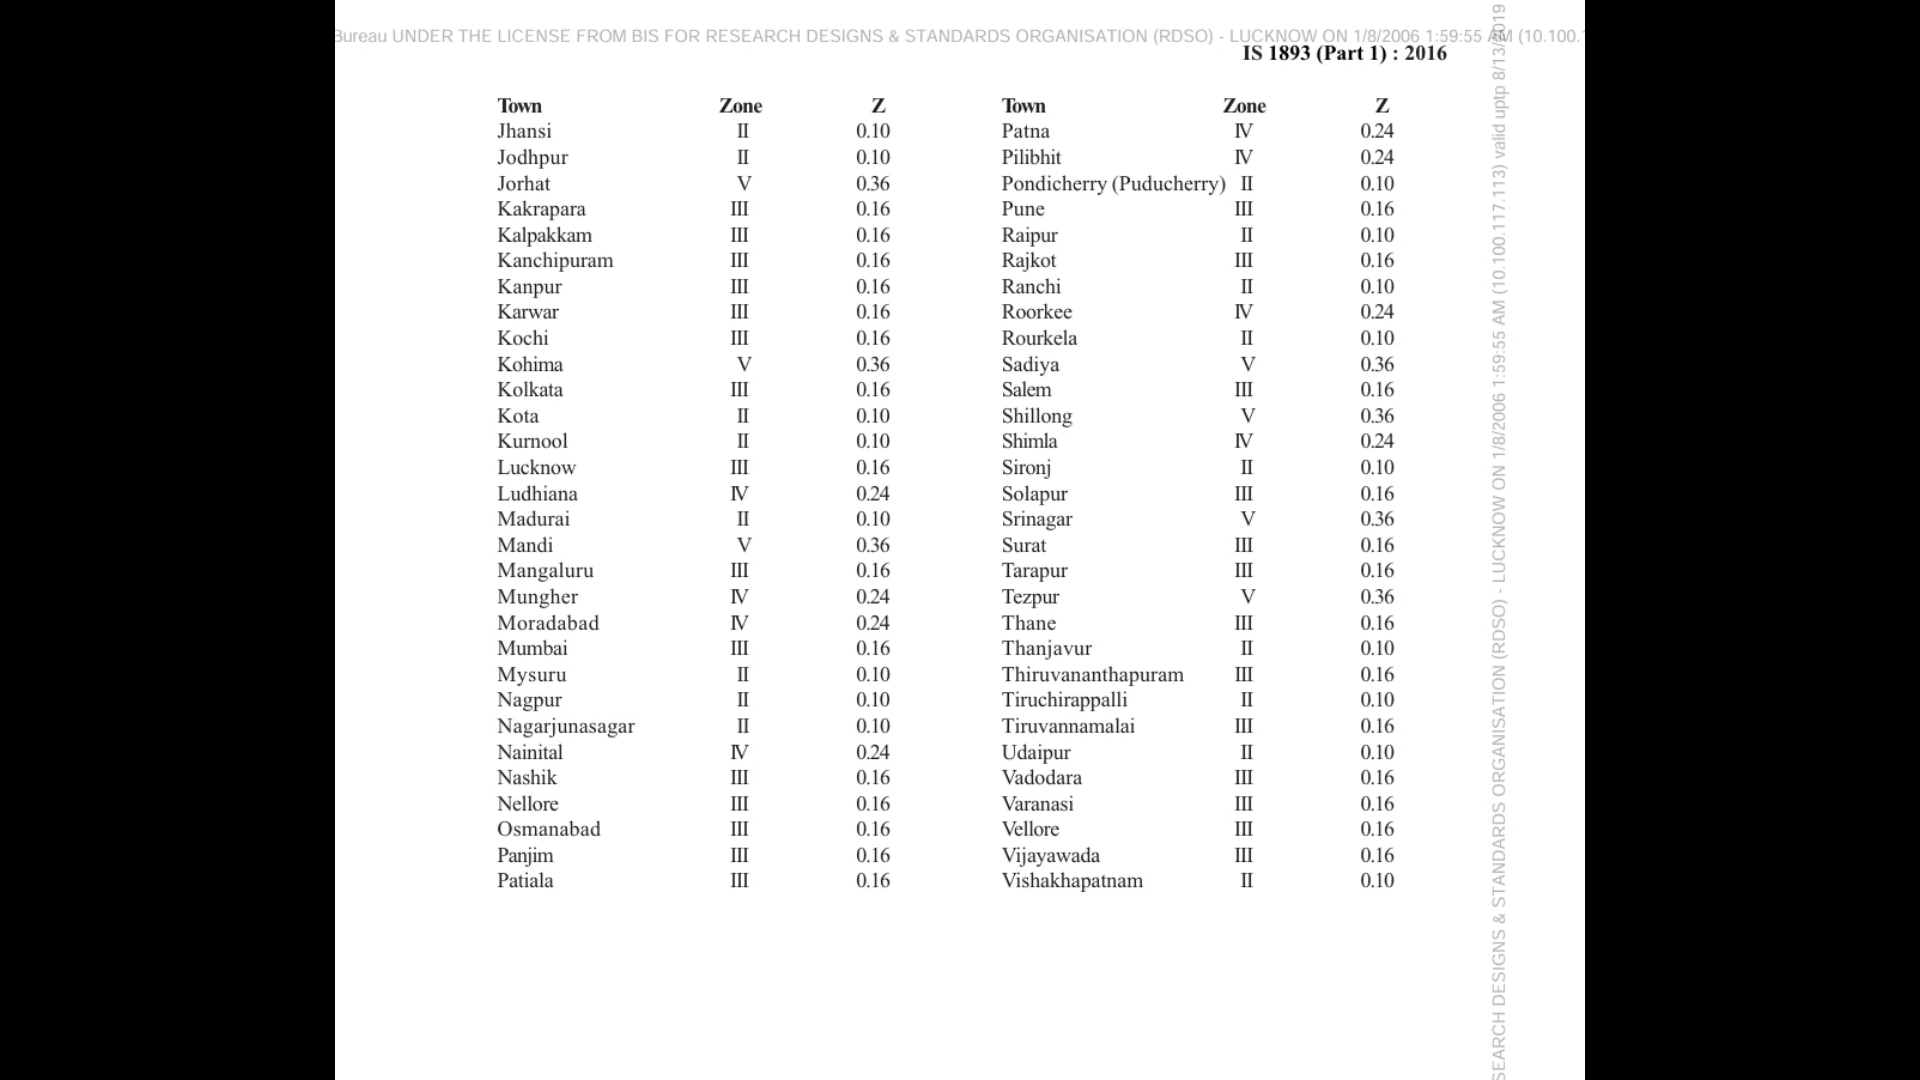 Bureau UNDER THE LICENSE FROM BIS FOR RESEARCH DESIGNS & STANDARDS ORGANISATION (RDSO) - LUCKNOW ON 1/8/2006 1:59:55 AM (10.100.
IS 1893 (Part 1) : 2016
Town Zone Z Town Zone Z
Jhansi II 0.10 Patna IV 0.24
Jodhpur II 0.10 Pilibhit IV 0.24
Jorhat V 0.36 Pondicherry (Puducherry) II 0.10
Kakrapara III 0.16 Pune III 0.16
Kalpakkam III 0.16 Raipur II 0.10
Kanchipuram III 0.16 Rajkot III 0.16
Kanpur III 0.16 Ranchi II 0.10
Karwar III 0.16 Roorkee IV 0.24
Kochi III 0.16 Rourkela II 0.10
Kohima V 0.36 Sadiya V 0.36
Kolkata III 0.16 Salem III 0.16
Kota II 0.10 Shillong V 0.36
Kurnool II 0.10 Shimla IV 0.24
Lucknow III 0.16 Sironj II 0.10
Ludhiana IV 0.24 Solapur III 0.16
Madurai II 0.10 Srinagar V 0.36
Mandi V 0.36 Surat III 0.16
Mangaluru III 0.16 Tarapur III 0.16
Mungher IV 0.24 Tezpur V 0.36
Moradabad IV 0.24 Thane III 0.16
Mumbai III 0.16 Thanjavur II 0.10
Mysuru II 0.10 Thiruvananthapuram III 0.16
Nagpur II 0.10 Tiruchirappalli II 0.10
Nagarjunasagar II 0.10 Tiruvannamalai III 0.16
Nainital IV 0.24 Udaipur II 0.10
Nashik III 0.16 Vadodara III 0.16
Nellore III 0.16 Varanasi III 0.16
Osmanabad III 0.16 Vellore III 0.16
Panjim III 0.16 Vijayawada III 0.16
Patiala III 0.16 Vishakhapatnam II 0.10
SEARCH DESIGNS & STANDARDS ORGANISATION (RDSO) - LUCKNOW ON 1/8/2006 1:59:55 AM (10.100.117.113) valid uptp 8/13/2019